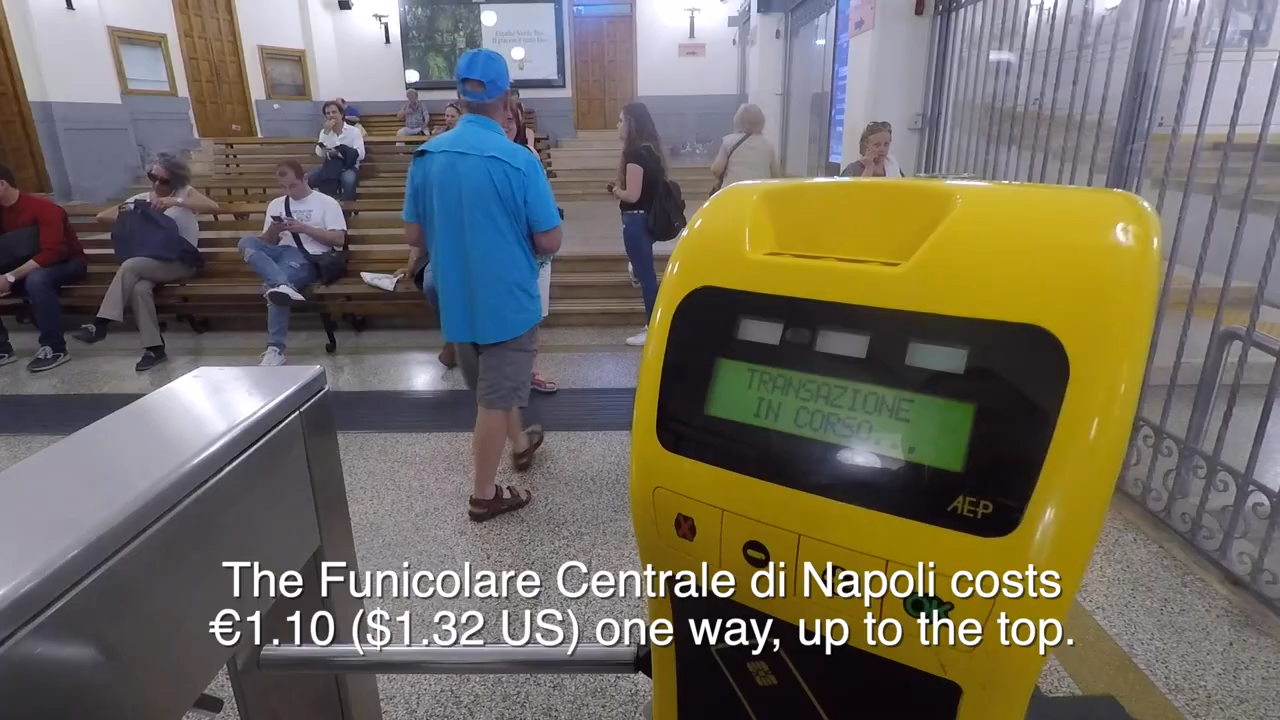 TRANSAZIONE
IN CORSO...
AEP
OK
The Funicolare Centrale di Napoli costs
€1.10 ($1.32 US) one way, up to the top.